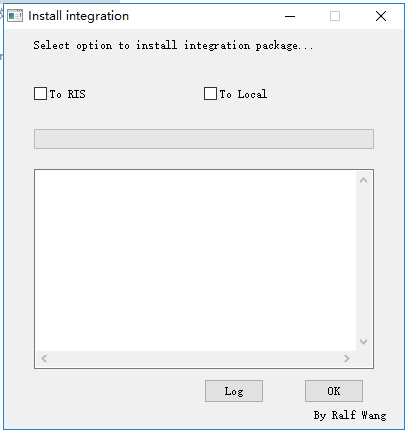 Install integration
Select option to install integration package...
To RIS
To Local
Log
OK
By Ralf Wang